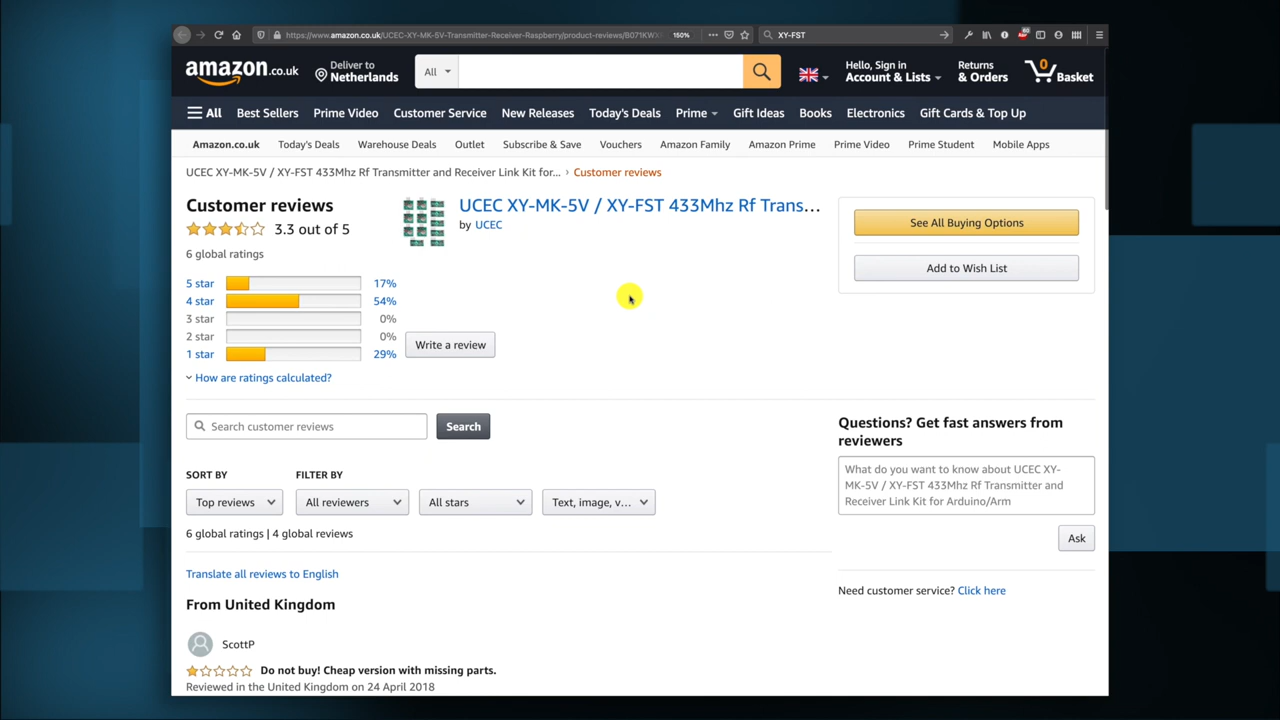 https://www.amazon.co.uk/UCEC-XY-MK-5V-Transmitter-Receiver-Raspberry/product-reviews/B071KWX
150%
XY-FST
amazon.co.uk
Deliver to
Netherlands
All
Hello, Sign in
Account & Lists
Returns
& Orders
0
Basket
All Best Sellers Prime Video Customer Service New Releases Today's Deals Prime Gift Ideas Books Electronics Gift Cards & Top Up
Amazon.co.uk Today's Deals Warehouse Deals Outlet Subscribe & Save Vouchers Amazon Family Amazon Prime Prime Video Prime Student Mobile Apps
UCEC XY-MK-5V / XY-FST 433Mhz Rf Transmitter and Receiver Link Kit for... › Customer reviews
Customer reviews
3.3 out of 5
6 global ratings
5 star 17%
4 star 54%
3 star 0%
2 star 0%
1 star 29%
How are ratings calculated?
UCEC XY-MK-5V / XY-FST 433Mhz Rf Trans...
by UCEC
Write a review
See All Buying Options
Add to Wish List
Search customer reviews
Search
SORT BY
Top reviews
FILTER BY
All reviewers
All stars
Text, image, v...
6 global ratings | 4 global reviews
Questions? Get fast answers from
reviewers
What do you want to know about UCEC XY-
MK-5V / XY-FST 433Mhz Rf Transmitter and
Receiver Link Kit for Arduino/Arm
Ask
Need customer service? Click here
Translate all reviews to English
From United Kingdom
ScottP
Do not buy! Cheap version with missing parts.
Reviewed in the United Kingdom on 24 April 2018